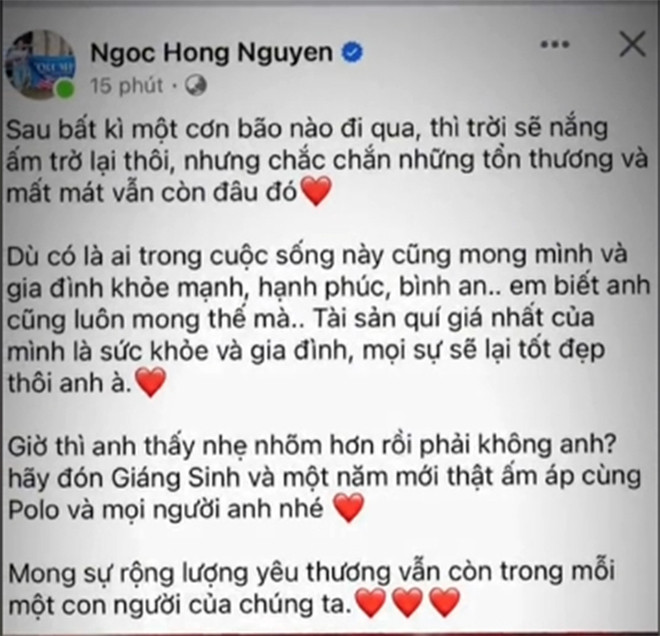 Ngoc Hong Nguyen
15 phút
Sau bất kì một cơn bão nào đi qua, thì trời sẽ nắng
ấm trở lại thôi, nhưng chắc chắn những tổn thương và
mất mát vẫn còn đâu đó❤️
Dù có là ai trong cuộc sống này cũng mong mình và
gia đình khỏe mạnh, hạnh phúc, bình an.. em biết anh
cũng luôn mong thế mà.. Tài sản quí giá nhất của
mình là sức khỏe và gia đình, mọi sự sẽ lại tốt đẹp
thôi anh à.❤️
Giờ thì anh thấy nhẹ nhõm hơn rồi phải không anh?
hãy đón Giáng Sinh và một năm mới thật ấm áp cùng
Polo và mọi người anh nhé ❤️
Mong sự rộng lượng yêu thương vẫn còn trong mỗi
một con người của chúng ta.❤️❤️❤️